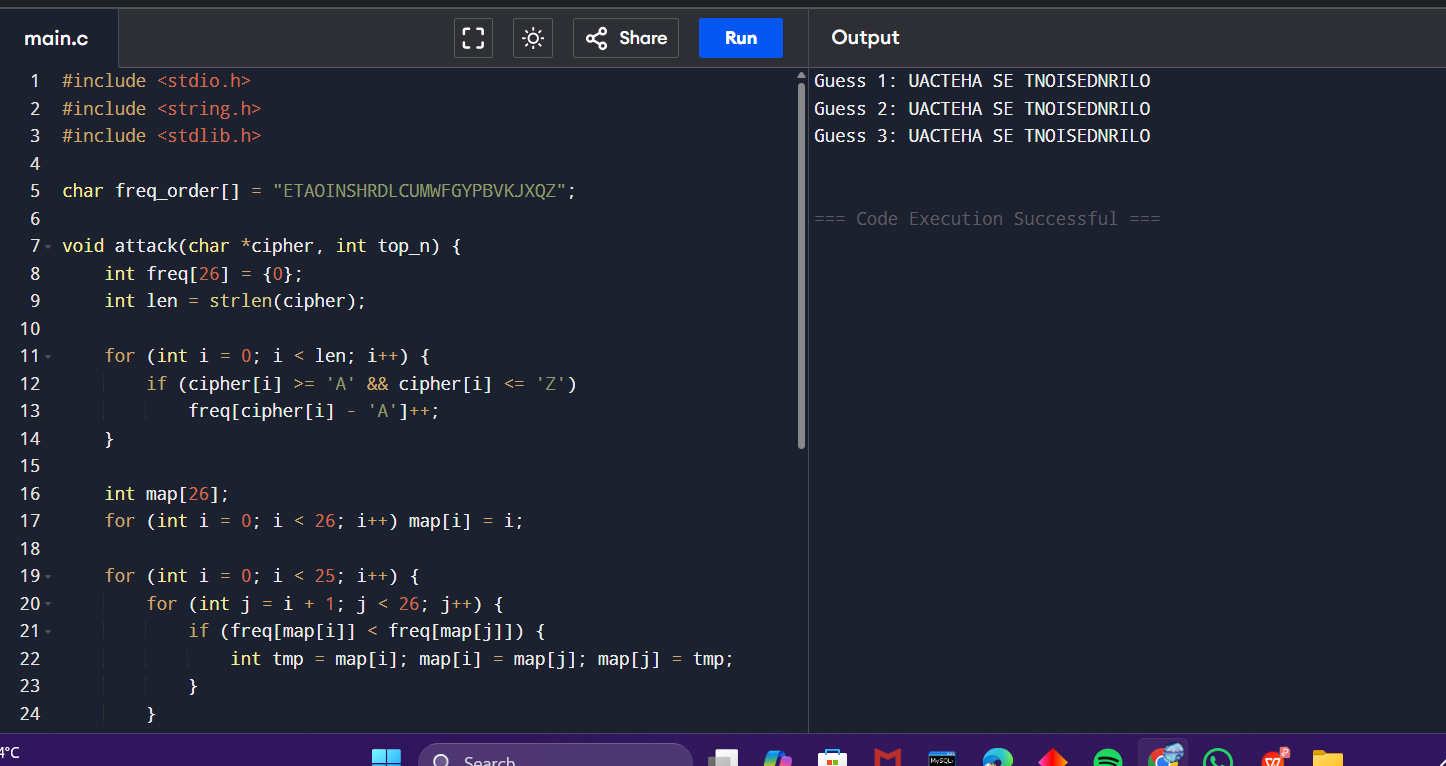 main.c
Share
Run
Output
1 #include <stdio.h>
2 #include <string.h>
3 #include <stdlib.h>
4
5 char freq_order[] = "ETAOINSHRDLCUMWFGYPBVKJXQZ";
6
7 void attack(char *cipher, int top_n) {
8     int freq[26] = {0};
9     int len = strlen(cipher);
10
11     for (int i = 0; i < len; i++) {
12         if (cipher[i] >= 'A' && cipher[i] <= 'Z')
13             freq[cipher[i] - 'A']++;
14     }
15
16     int map[26];
17     for (int i = 0; i < 26; i++) map[i] = i;
18
19     for (int i = 0; i < 25; i++) {
20         for (int j = i + 1; j < 26; j++) {
21             if (freq[map[i]] < freq[map[j]]) {
22                 int tmp = map[i]; map[i] = map[j]; map[j] = tmp;
23             }
24         }
Guess 1: UACTEHA SE TNOISEDNRILO
Guess 2: UACTEHA SE TNOISEDNRILO
Guess 3: UACTEHA SE TNOISEDNRILO
=== Code Execution Successful ===
4°C
Search
MySQL